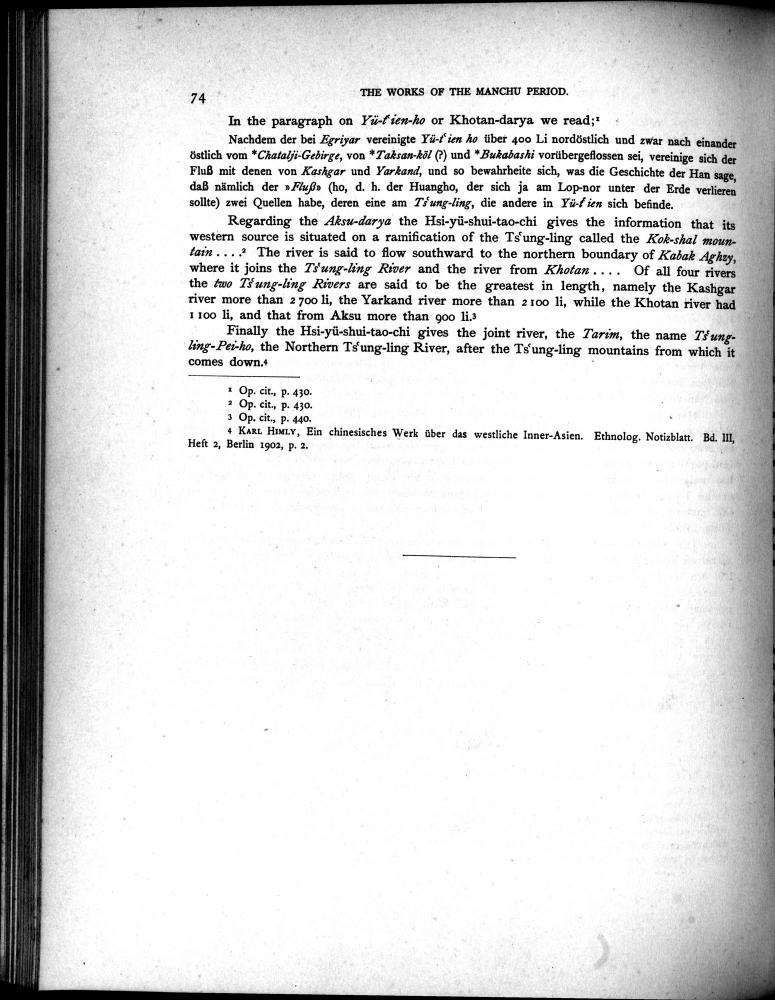 74
THE WORKS OF THE MANCHU PERIOD.
In the paragraph on Yü-tʿien-ho or Khotan-darya we read;¹
Nachdem der bei Egriyar vereinigte Yü-tʿien ho über 400 Li nordöstlich und zwar nach einander
östlich vom *Chatalji-Gebirge, von *Taksan-köl (?) und *Bukabashi vorübergeflossen sei, vereinige sich der
Fluß mit denen von Kashgar und Yarkand, und so bewahrheite sich, was die Geschichte der Han sage,
daß nämlich der »Fluß» (ho, d. h. der Huangho, der sich ja am Lop-nor unter der Erde verlieren
sollte) zwei Quellen habe, deren eine am Tsʿung-ling, die andere in Yü-tʿien sich befinde.
Regarding the Aksu-darya the Hsi-yü-shui-tao-chi gives the information that its
western source is situated on a ramification of the Tsʿung-ling called the Kok-shal moun-
tain . . . .² The river is said to flow southward to the northern boundary of Kabak Aghzy,
where it joins the Tsʿung-ling River and the river from Khotan . . . . Of all four rivers
the two Tsʿung-ling Rivers are said to be the greatest in length, namely the Kashgar
river more than 2 700 li, the Yarkand river more than 2 100 li, while the Khotan river had
1 100 li, and that from Aksu more than 900 li.³
Finally the Hsi-yü-shui-tao-chi gives the joint river, the Tarim, the name Tsʿung-
ling-Pei-ho, the Northern Tsʿung-ling River, after the Tsʿung-ling mountains from which it
comes down.⁴
¹ Op. cit., p. 430.
² Op. cit., p. 430.
³ Op. cit., p. 440.
⁴ KARL HIMLY, Ein chinesisches Werk über das westliche Inner-Asien. Ethnolog. Notizblatt. Bd. III,
Heft 2, Berlin 1902, p. 2.